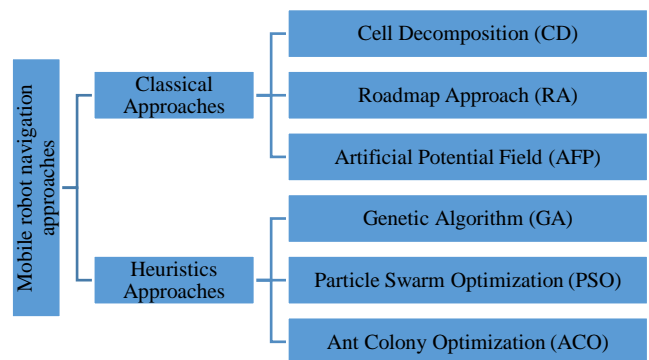 Mobile robot navigation
approaches
Classical
Approaches
Cell Decomposition (CD)
Roadmap Approach (RA)
Artificial Potential Field (AFP)
Heuristics
Approaches
Genetic Algorithm (GA)
Particle Swarm Optimization (PSO)
Ant Colony Optimization (ACO)